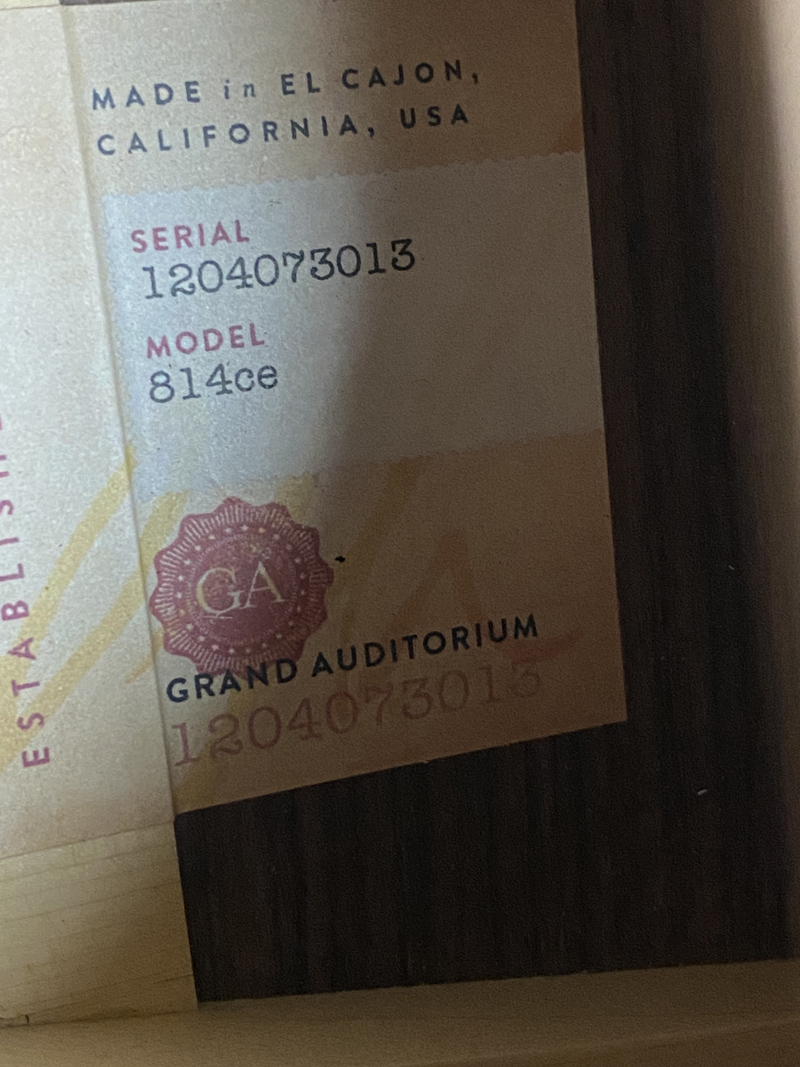 MADE in EL CAJON,
CALIFORNIA, USA
SERIAL
1204073013
MODEL
814ce
GA
GRAND AUDITORIUM
1204073013